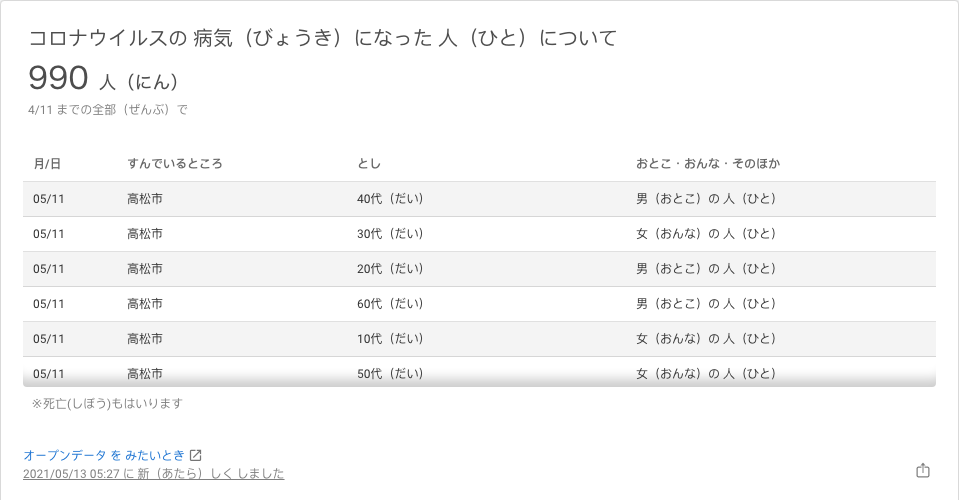 コロナウイルスの 病気（びょうき）になった 人（ひと）について
990 人（にん）
4/11 までの全部（ぜんぶ）で
月/日 すんでいるところ とし おとこ・おんな・そのほか
05/11 高松市 40代（だい） 男（おとこ）の 人（ひと）
05/11 高松市 30代（だい） 女（おんな）の 人（ひと）
05/11 高松市 20代（だい） 男（おとこ）の 人（ひと）
05/11 高松市 60代（だい） 男（おとこ）の 人（ひと）
05/11 高松市 10代（だい） 女（おんな）の 人（ひと）
05/11 高松市 50代（だい） 女（おんな）の 人（ひと）
※死亡(しぼう)もはいります
オープンデータ を みたいとき
2021/05/13 05:27 に 新（あたら）しく しました